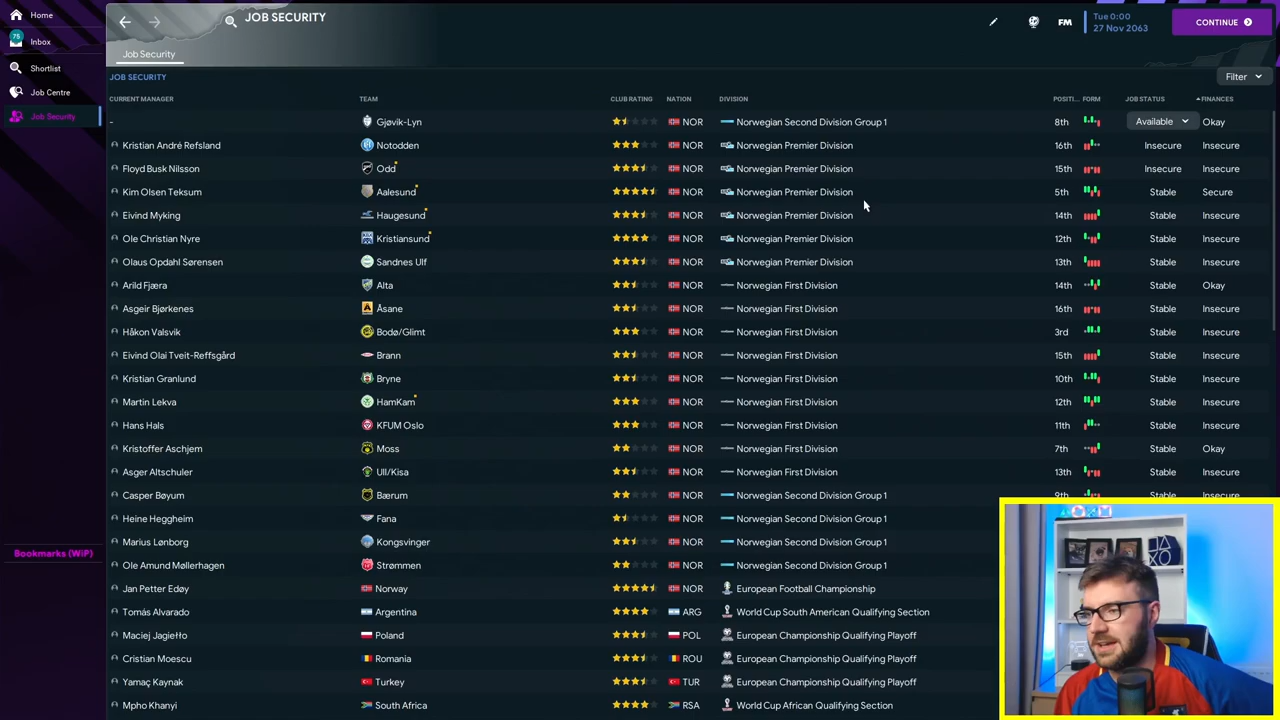 Home
JOB SECURITY
FM
Tue 0:00
27 Nov 2063
CONTINUE
75
Inbox
Shortlist
Job Centre
Job Security
Job Security
JOB SECURITY
Filter
CURRENT MANAGER TEAM CLUB RATING NATION DIVISION POSITI... FORM JOB STATUS FINANCES
- Gjøvik-Lyn NOR Norwegian Second Division Group 1 8th Available Okay
Kristian André Refsland Notodden NOR Norwegian Premier Division 16th Insecure Insecure
Floyd Busk Nilsson Odd NOR Norwegian Premier Division 15th Insecure Insecure
Kim Olsen Teksum Aalesund NOR Norwegian Premier Division 5th Stable Secure
Eivind Myking Haugesund NOR Norwegian Premier Division 14th Stable Insecure
Ole Christian Nyre Kristiansund NOR Norwegian Premier Division 12th Stable Insecure
Olaus Opdahl Sørensen Sandnes Ulf NOR Norwegian Premier Division 13th Stable Insecure
Arild Fjæra Alta NOR Norwegian First Division 14th Stable Okay
Asgeir Bjørkenes Åsane NOR Norwegian First Division 16th Stable Insecure
Håkon Valsvik Bodø/Glimt NOR Norwegian First Division 3rd Stable Insecure
Eivind Olai Tveit-Reffsgård Brann NOR Norwegian First Division 15th Stable Insecure
Kristian Granlund Bryne NOR Norwegian First Division 10th Stable Insecure
Martin Lekva HamKam NOR Norwegian First Division 12th Stable Insecure
Hans Hals KFUM Oslo NOR Norwegian First Division 11th Stable Insecure
Kristoffer Aschjem Moss NOR Norwegian First Division 7th Stable Okay
Asger Altschuler Ull/Kisa NOR Norwegian First Division 13th Stable Insecure
Casper Bøyum Bærum NOR Norwegian Second Division Group 1 9th
Heine Heggheim Fana NOR Norwegian Second Division Group 1
Marius Lønborg Kongsvinger NOR Norwegian Second Division Group 1
Ole Amund Møllerhagen Strømmen NOR Norwegian Second Division Group 1
Jan Petter Edøy Norway NOR European Football Championship
Tomás Alvarado Argentina ARG World Cup South American Qualifying Section
Maciej Jagiełło Poland POL European Championship Qualifying Playoff
Cristian Moescu Romania ROU European Championship Qualifying Playoff
Yamaç Kaynak Turkey TUR European Championship Qualifying Playoff
Mpho Khanyi South Africa RSA World Cup African Qualifying Section
Bookmarks (WiP)